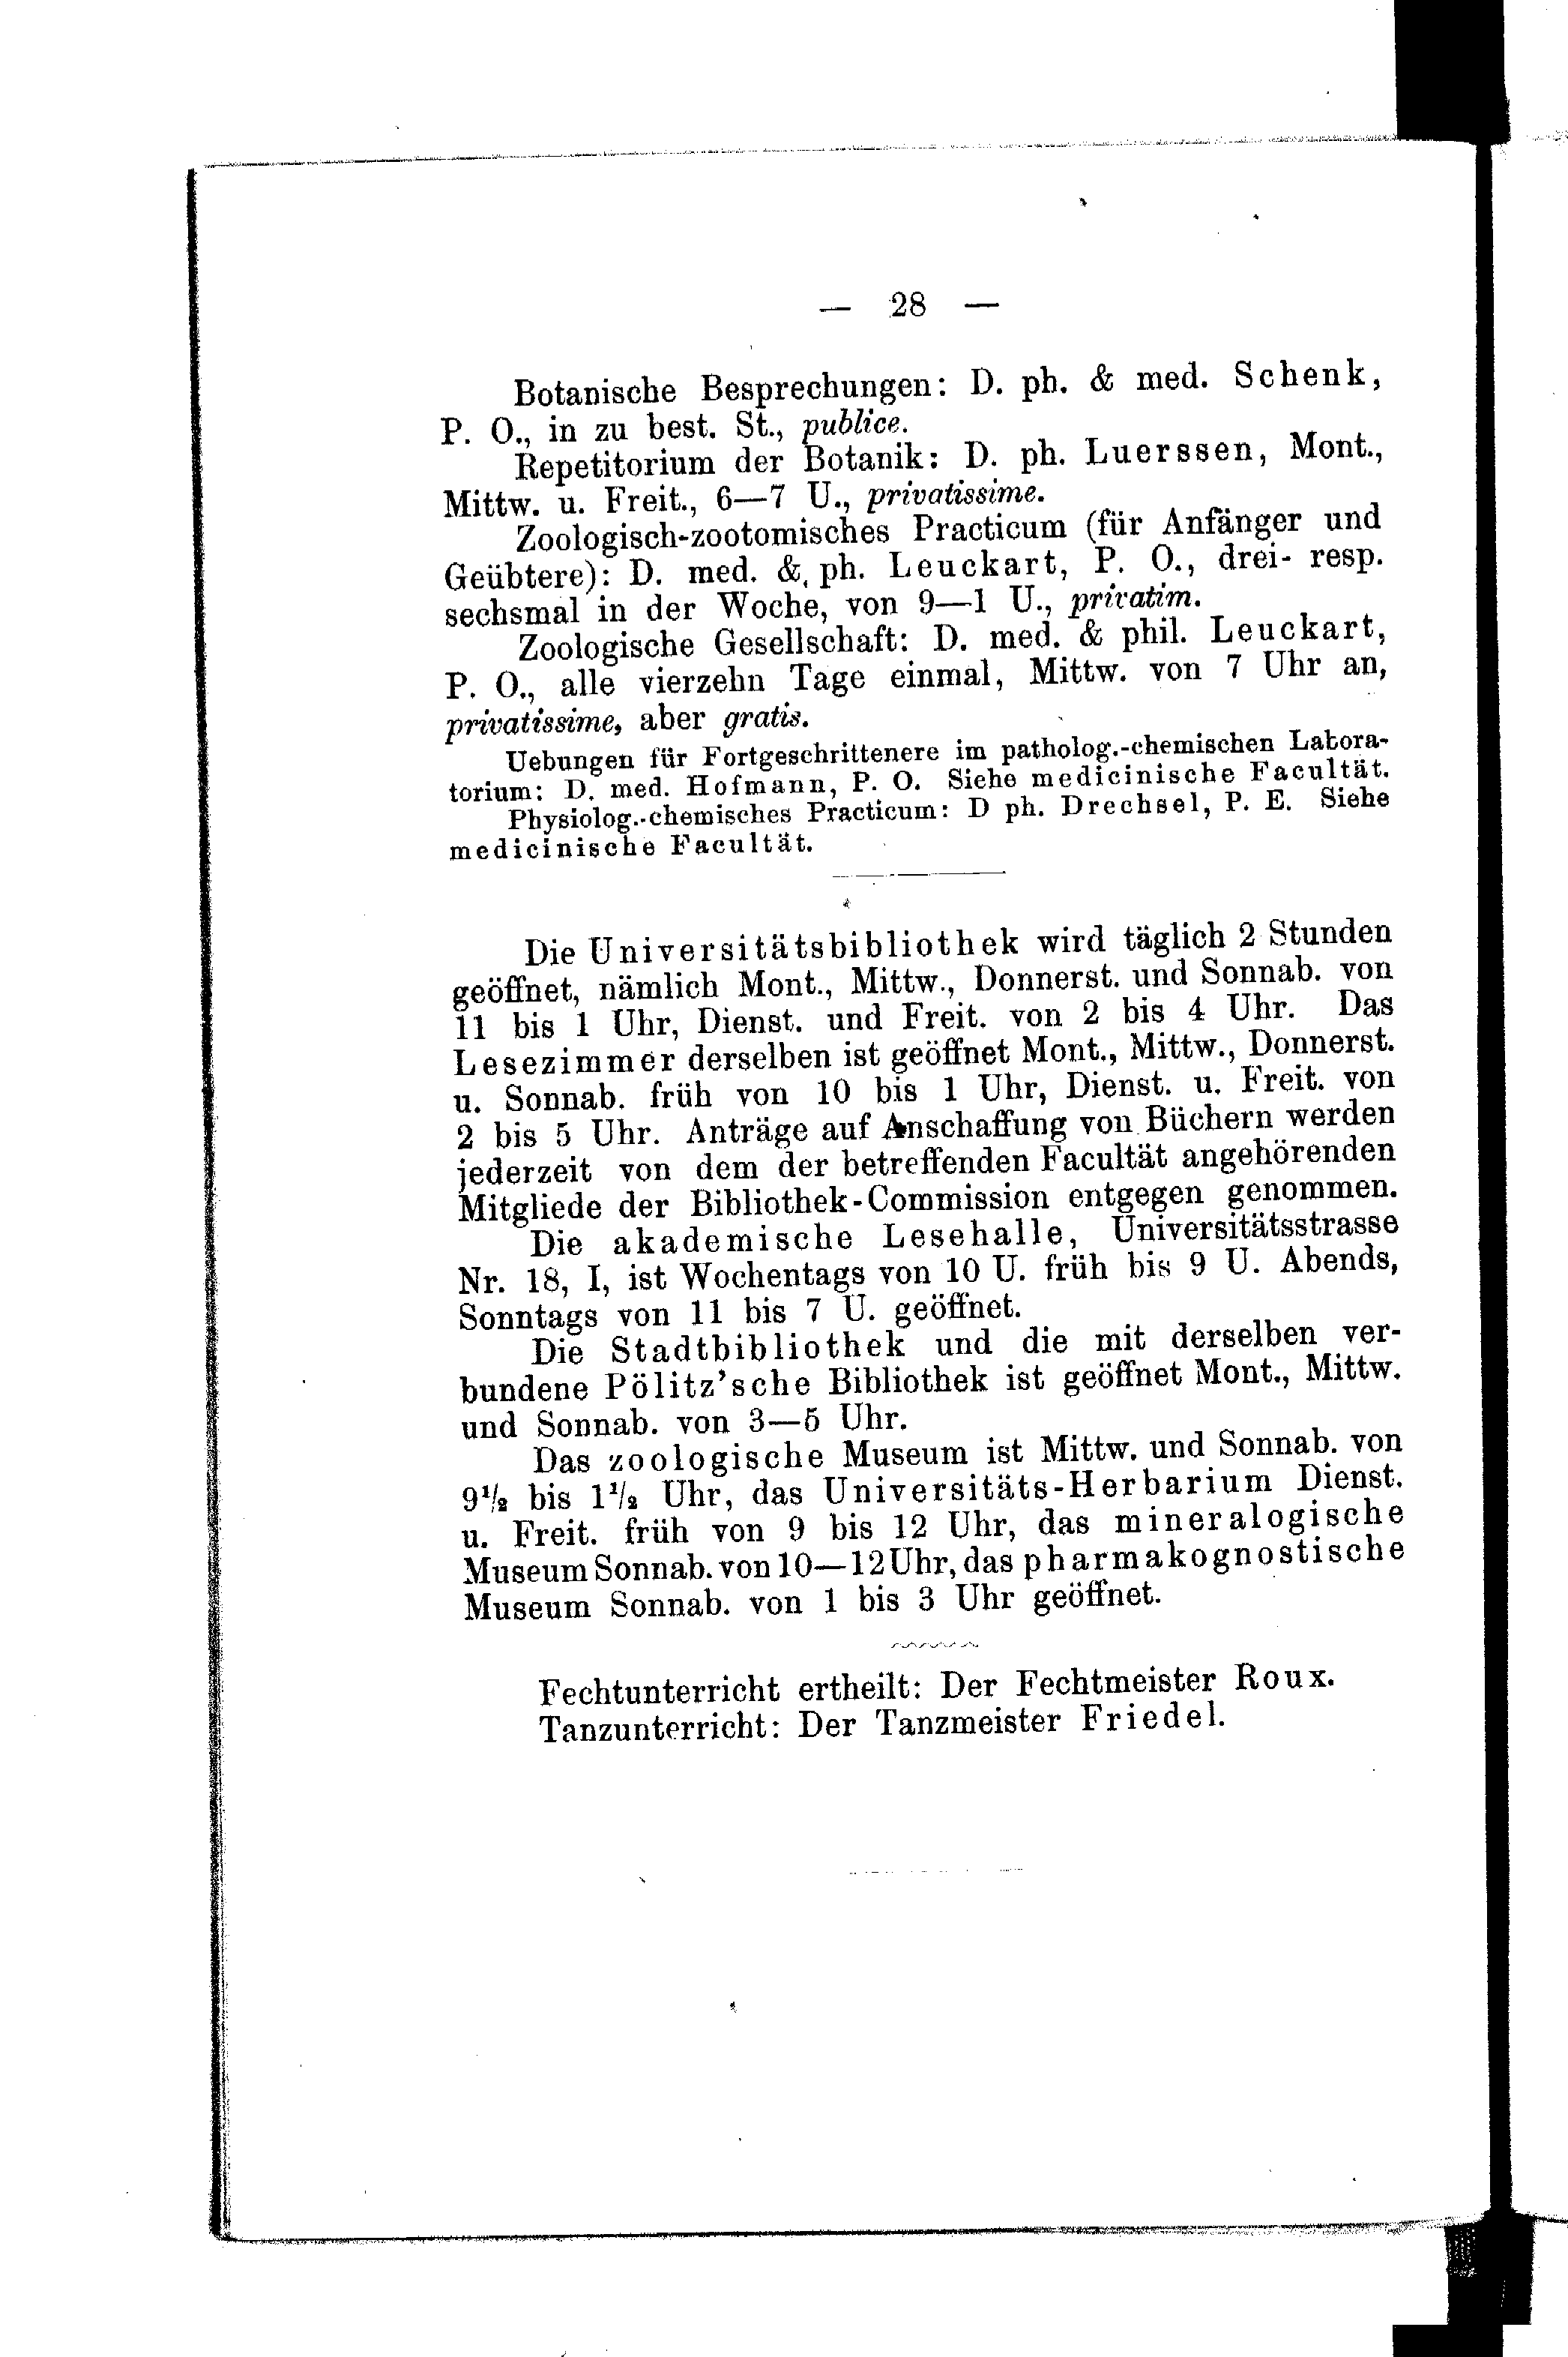 — 28 —
Botanische Besprechungen: D. ph. & med. Schenk,
P. O., in zu best. St., publice.
Repetitorium der Botanik: D. ph. Luerssen, Mont.,
Mittw. u. Freit., 6—7 U., privatissime.
Zoologisch-zootomisches Practicum (für Anfänger und
Geübtere): D. med. & ph. Leuckart, P. O., drei- resp.
sechsmal in der Woche, von 9—1 U., privatim.
Zoologische Gesellschaft: D. med. & phil. Leuckart,
P. O., alle vierzehn Tage einmal, Mittw. von 7 Uhr an,
privatissime, aber gratis.
Uebungen für Fortgeschrittenere im patholog.-chemischen Labora-
torium: D. med. Hofmann, P. O. Siehe medicinische Facultät.
Physiolog.-chemisches Practicum: D ph. Drechsel, P. E. Siehe
medicinische Facultät.
Die Universitätsbibliothek wird täglich 2 Stunden
geöffnet, nämlich Mont., Mittw., Donnerst. und Sonnab. von
11 bis 1 Uhr, Dienst. und Freit. von 2 bis 4 Uhr. Das
Lesezimmer derselben ist geöffnet Mont., Mittw., Donnerst.
u. Sonnab. früh von 10 bis 1 Uhr, Dienst. u. Freit. von
2 bis 5 Uhr. Anträge auf Anschaffung von Büchern werden
jederzeit von dem der betreffenden Facultät angehörenden
Mitgliede der Bibliothek-Commission entgegen genommen.
Die akademische Lesehalle, Universitätsstrasse
Nr. 18, I, ist Wochentags von 10 U. früh bis 9 U. Abends,
Sonntags von 11 bis 7 U. geöffnet.
Die Stadtbibliothek und die mit derselben ver-
bundene Pölitz'sche Bibliothek ist geöffnet Mont., Mittw.
und Sonnab. von 3—5 Uhr.
Das zoologische Museum ist Mittw. und Sonnab. von
9½ bis 1½ Uhr, das Universitäts-Herbarium Dienst.
u. Freit. früh von 9 bis 12 Uhr, das mineralogische
Museum Sonnab. von 10—12 Uhr, das pharmakognostische
Museum Sonnab. von 1 bis 3 Uhr geöffnet.
Fechtunterricht ertheilt: Der Fechtmeister Roux.
Tanzunterricht: Der Tanzmeister Friedel.